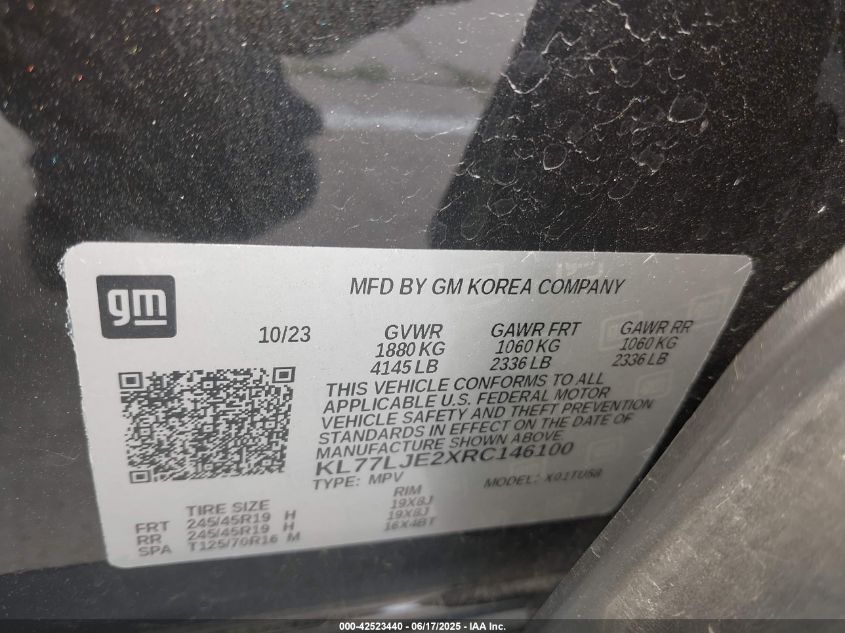 gm
MFD BY GM KOREA COMPANY
10/23 GVWR GAWR FRT GAWR RR
1880 KG 1060 KG 1060 KG
4145 LB 2336 LB 2336 LB
THIS VEHICLE CONFORMS TO ALL
APPLICABLE U.S. FEDERAL MOTOR
VEHICLE SAFETY AND THEFT PREVENTION
STANDARDS IN EFFECT ON THE DATE OF
MANUFACTURE SHOWN ABOVE.
KL77LJE2XRC146100
TYPE: MPV MODEL: X01TU58
TIRE SIZE RIM
FRT 245/45R19 H 19X8J
RR 245/45R19 H 19X8J
SPA T125/70R16 M 16X4BT
000-42523440 - 06/17/2025 - IAA Inc.